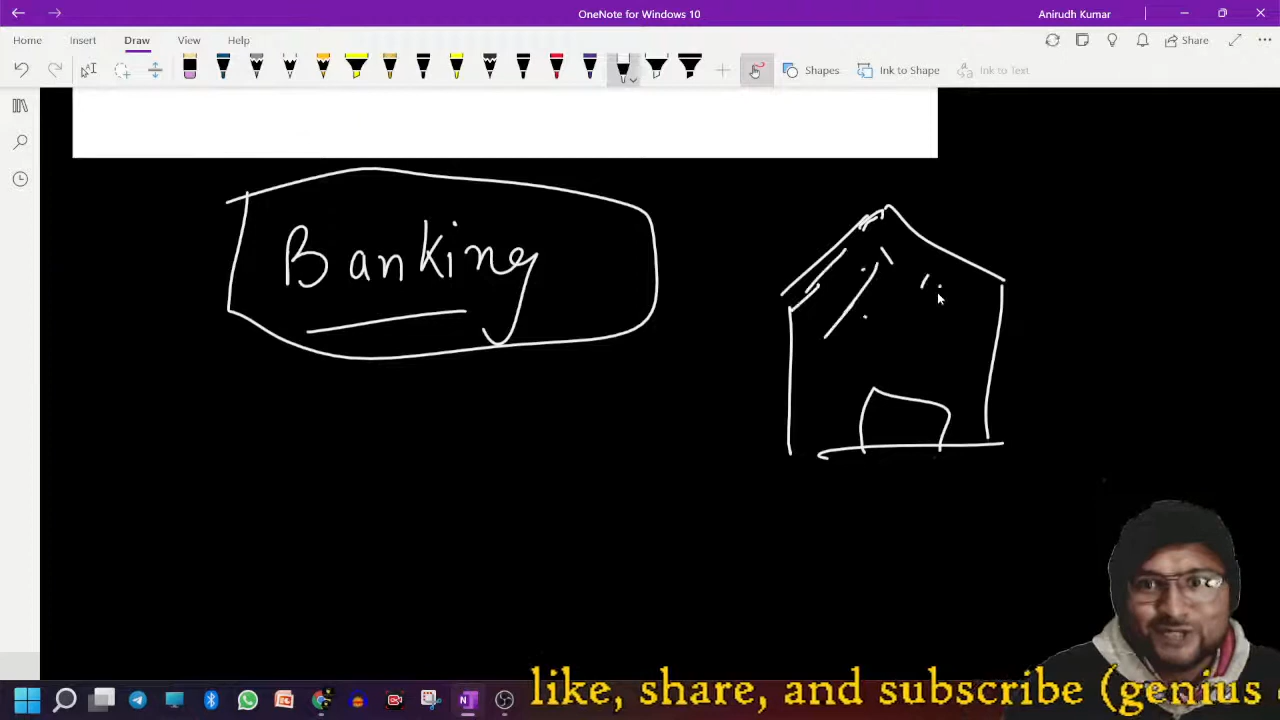 OneNote for Windows 10
Anirudh Kumar
Home Insert Draw View Help
Share
Shapes
Ink to Shape
Ink to Text
Banking
like, share, and subscribe (genius